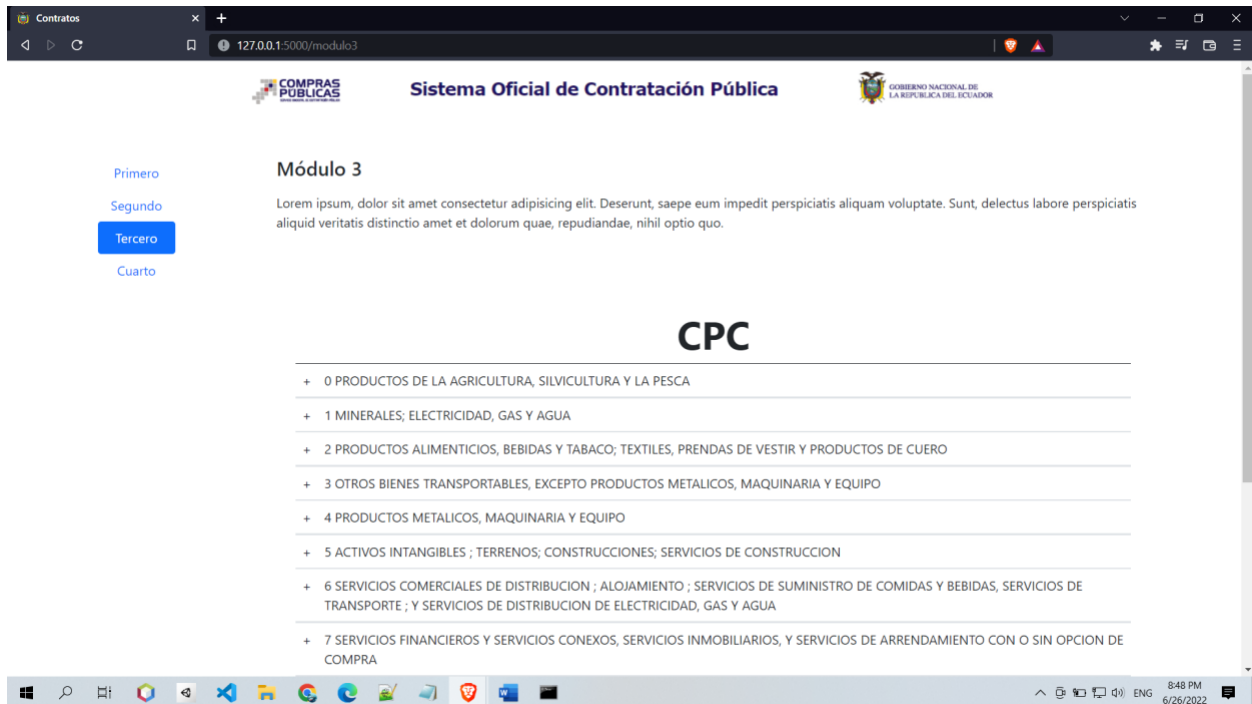 Contratos
127.0.0.1:5000/modulo3
COMPRAS
PÚBLICAS
Sistema Oficial de Contratación Pública
GOBIERNO NACIONAL DE
LA REPUBLICA DEL ECUADOR
Primero
Segundo
Tercero
Cuarto
Módulo 3
Lorem ipsum, dolor sit amet consectetur adipisicing elit. Deserunt, saepe eum impedit perspiciatis aliquam voluptate. Sunt, delectus labore perspiciatis
aliquid veritatis distinctio amet et dolorum quae, repudiandae, nihil optio quo.
CPC
+ 0 PRODUCTOS DE LA AGRICULTURA, SILVICULTURA Y LA PESCA
+ 1 MINERALES; ELECTRICIDAD, GAS Y AGUA
+ 2 PRODUCTOS ALIMENTICIOS, BEBIDAS Y TABACO; TEXTILES, PRENDAS DE VESTIR Y PRODUCTOS DE CUERO
+ 3 OTROS BIENES TRANSPORTABLES, EXCEPTO PRODUCTOS METALICOS, MAQUINARIA Y EQUIPO
+ 4 PRODUCTOS METALICOS, MAQUINARIA Y EQUIPO
+ 5 ACTIVOS INTANGIBLES ; TERRENOS; CONSTRUCCIONES; SERVICIOS DE CONSTRUCCION
+ 6 SERVICIOS COMERCIALES DE DISTRIBUCION ; ALOJAMIENTO ; SERVICIOS DE SUMINISTRO DE COMIDAS Y BEBIDAS, SERVICIOS DE
TRANSPORTE ; Y SERVICIOS DE DISTRIBUCION DE ELECTRICIDAD, GAS Y AGUA
+ 7 SERVICIOS FINANCIEROS Y SERVICIOS CONEXOS, SERVICIOS INMOBILIARIOS, Y SERVICIOS DE ARRENDAMIENTO CON O SIN OPCION DE
COMPRA
ENG
8:48 PM
6/26/2022